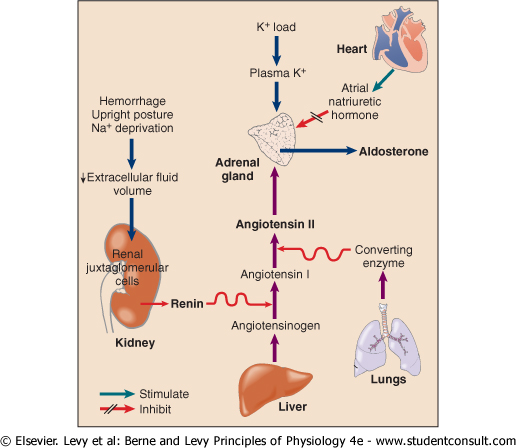 K+ load
Heart
Plasma K+
Atrial
natriuretic
hormone
Hemorrhage
Upright posture
Na+ deprivation
Adrenal
gland
Aldosterone
↓Extracellular fluid
volume
Angiotensin II
Renal
juxtaglomerular
cells
Converting
enzyme
Angiotensin I
Renin
Angiotensinogen
Kidney
Lungs
Liver
Stimulate
Inhibit
© Elsevier. Levy et al: Berne and Levy Principles of Physiology 4e - www.studentconsult.com